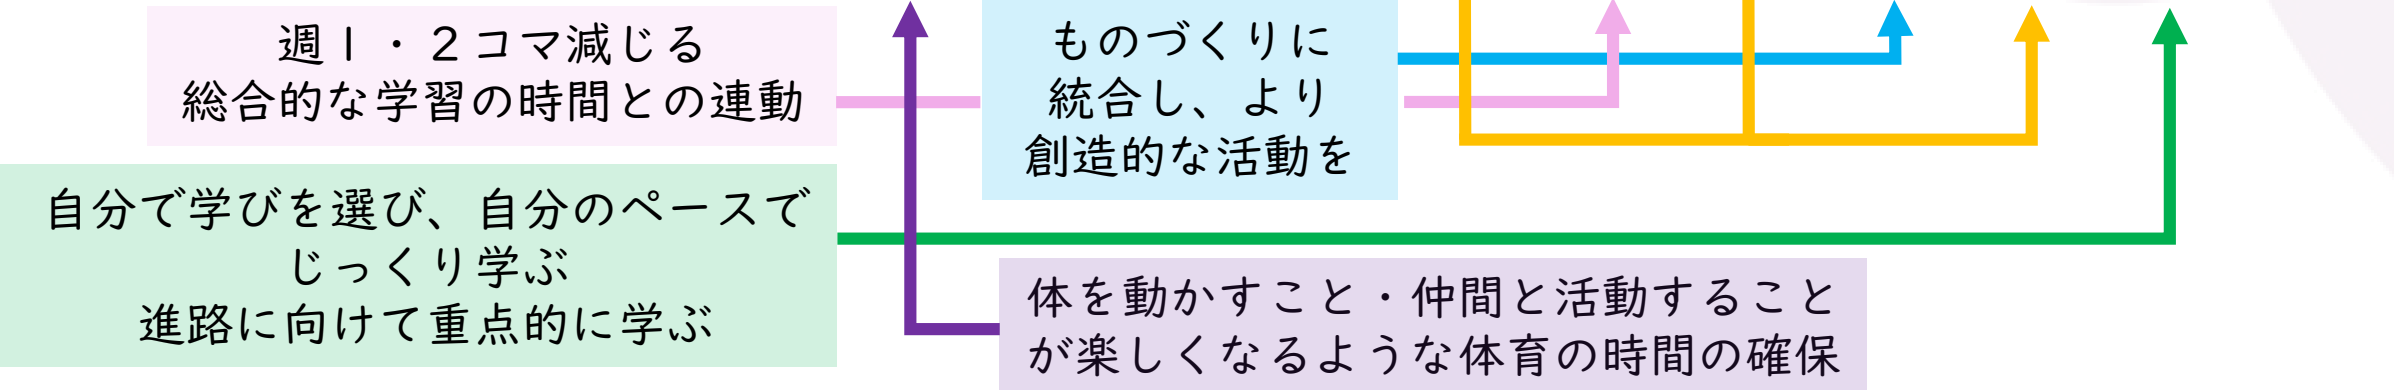 週１・２コマ減じる
総合的な学習の時間との連動
ものづくりに
統合し、より
創造的な活動を
自分で学びを選び、自分のペースで
じっくり学ぶ
進路に向けて重点的に学ぶ
体を動かすこと・仲間と活動すること
が楽しくなるような体育の時間の確保